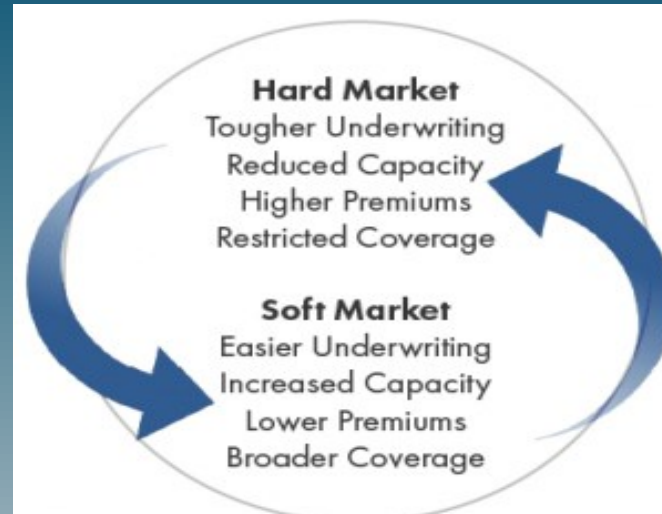 Hard Market
Tougher Underwriting
Reduced Capacity
Higher Premiums
Restricted Coverage
Soft Market
Easier Underwriting
Increased Capacity
Lower Premiums
Broader Coverage